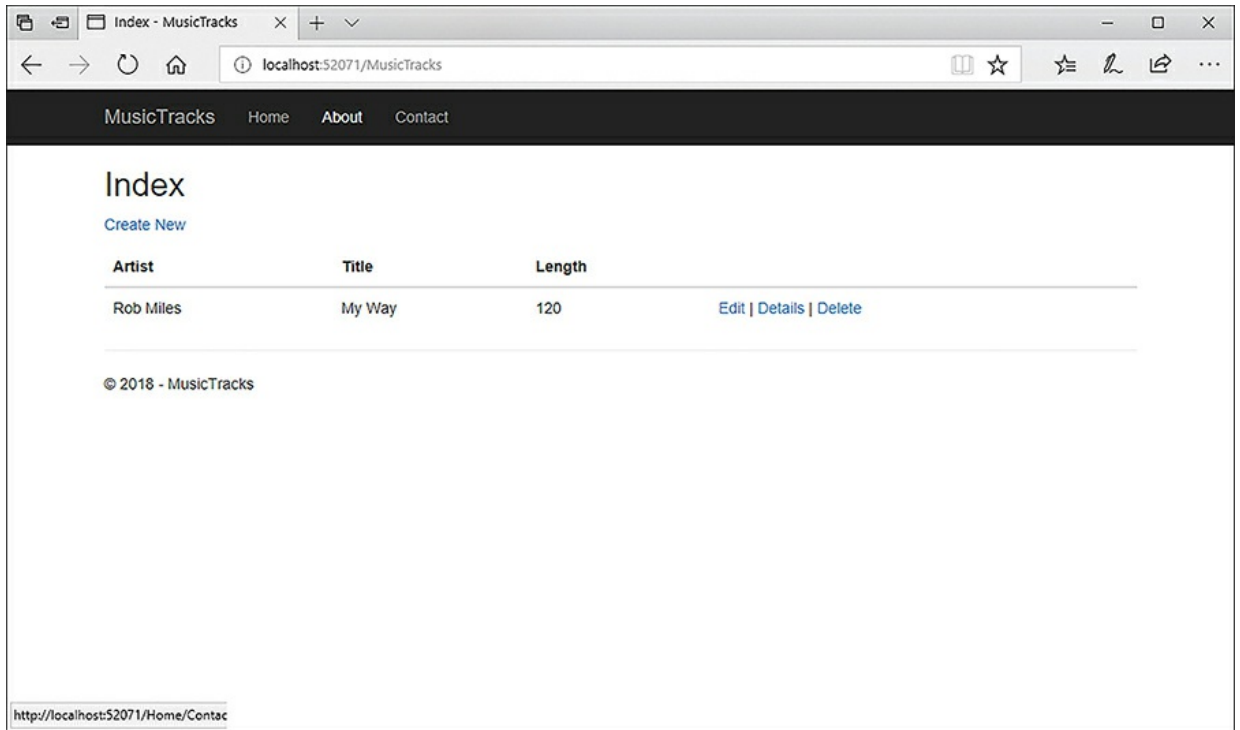 Index - MusicTracks
localhost:52071/MusicTracks
MusicTracks Home About Contact
Index
Create New
Artist Title Length
Rob Miles My Way 120 Edit | Details | Delete
© 2018 - MusicTracks
http://localhost:52071/Home/Contac